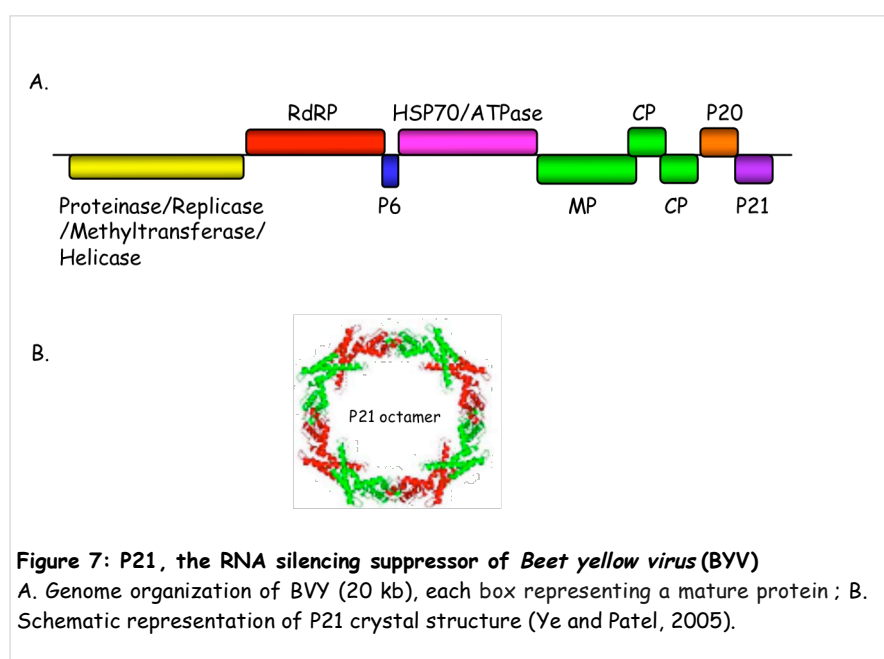 A.
RdRP HSP70/ATPase CP P20
Proteinase/Replicase P6 MP CP P21
/Methyltransferase/
Helicase
B.
P21 octamer
Figure 7: P21, the RNA silencing suppressor of Beet yellow virus (BYV)
A. Genome organization of BVY (20 kb), each box representing a mature protein ; B.
Schematic representation of P21 crystal structure (Ye and Patel, 2005).